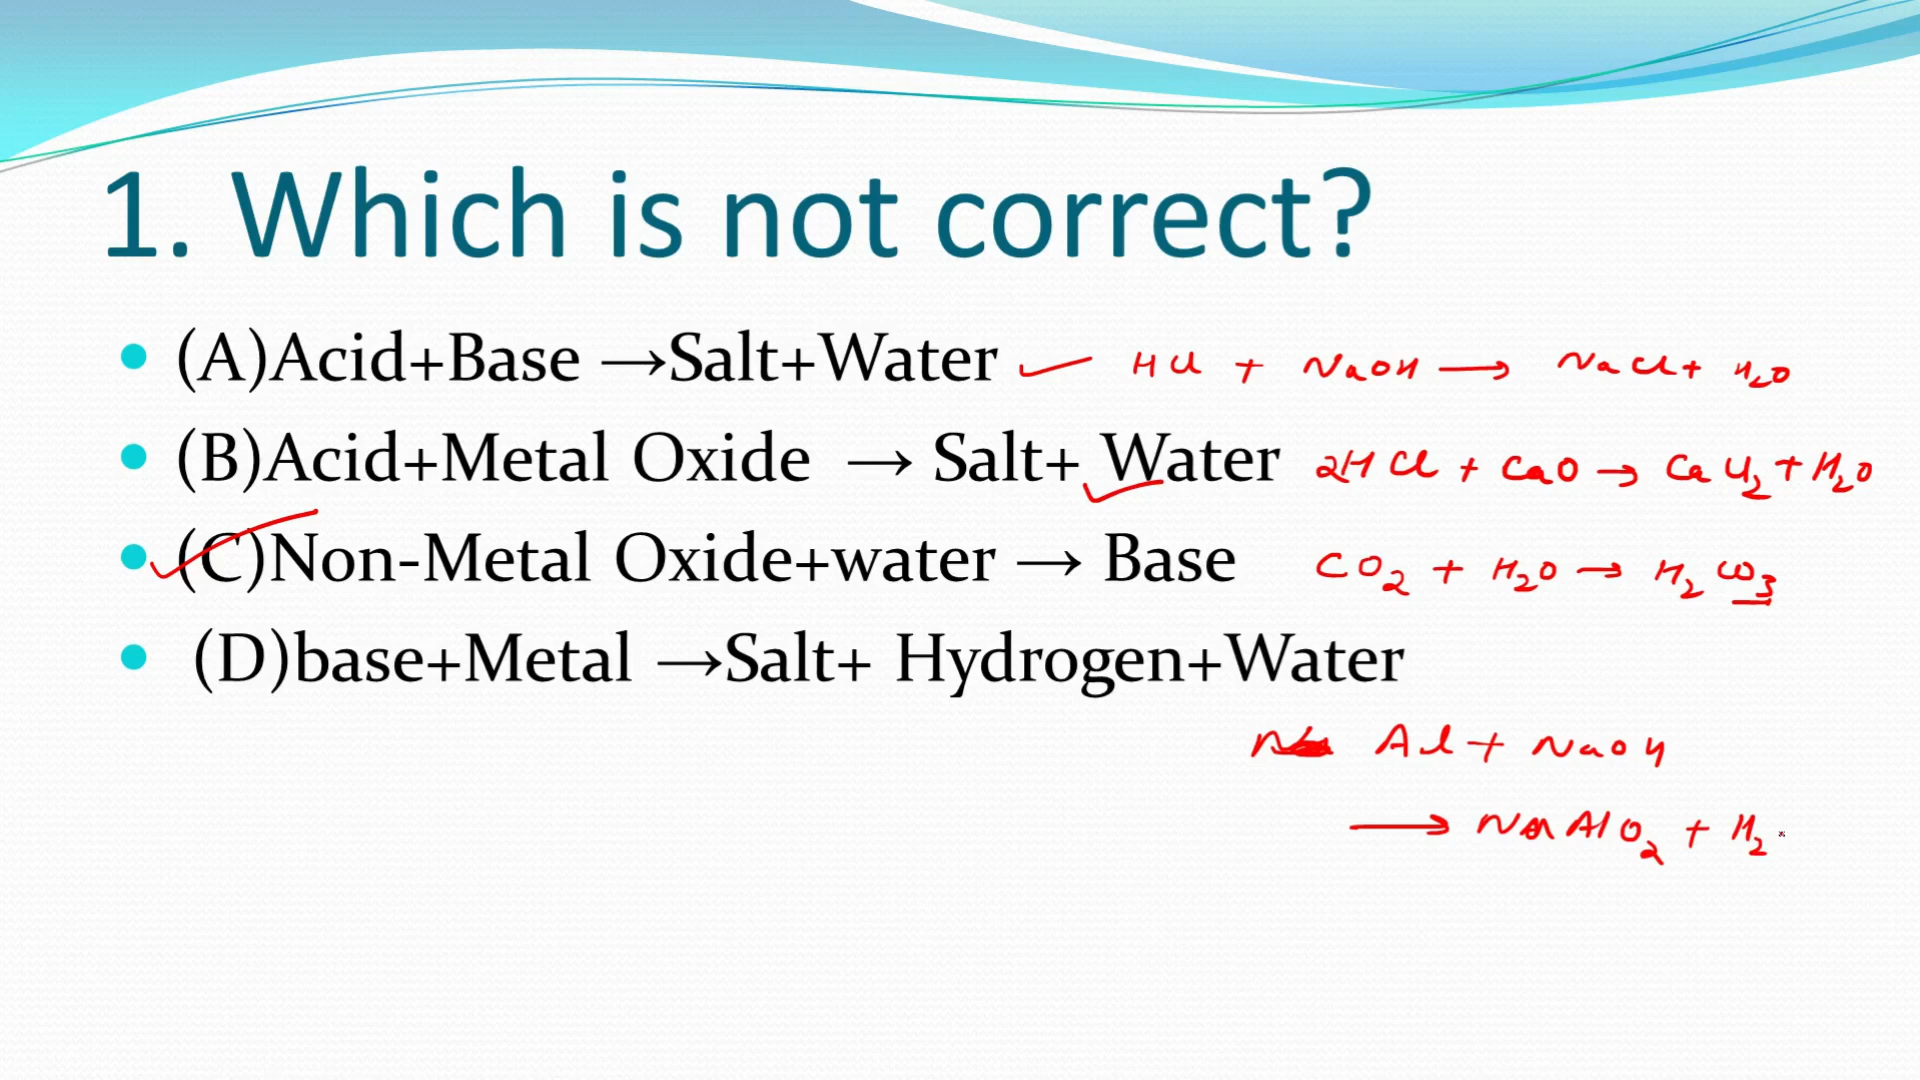 1. Which is not correct?
(A)Acid+Base →Salt+Water HCl + NaOH → NaCl + H2O
(B)Acid+Metal Oxide → Salt+ Water 2HCl + CaO → CaCl2 + H2O
(C)Non-Metal Oxide+water → Base CO2 + H2O → H2CO3
(D)base+Metal →Salt+ Hydrogen+Water
Al + NaOH
→ NaAlO2 + H2